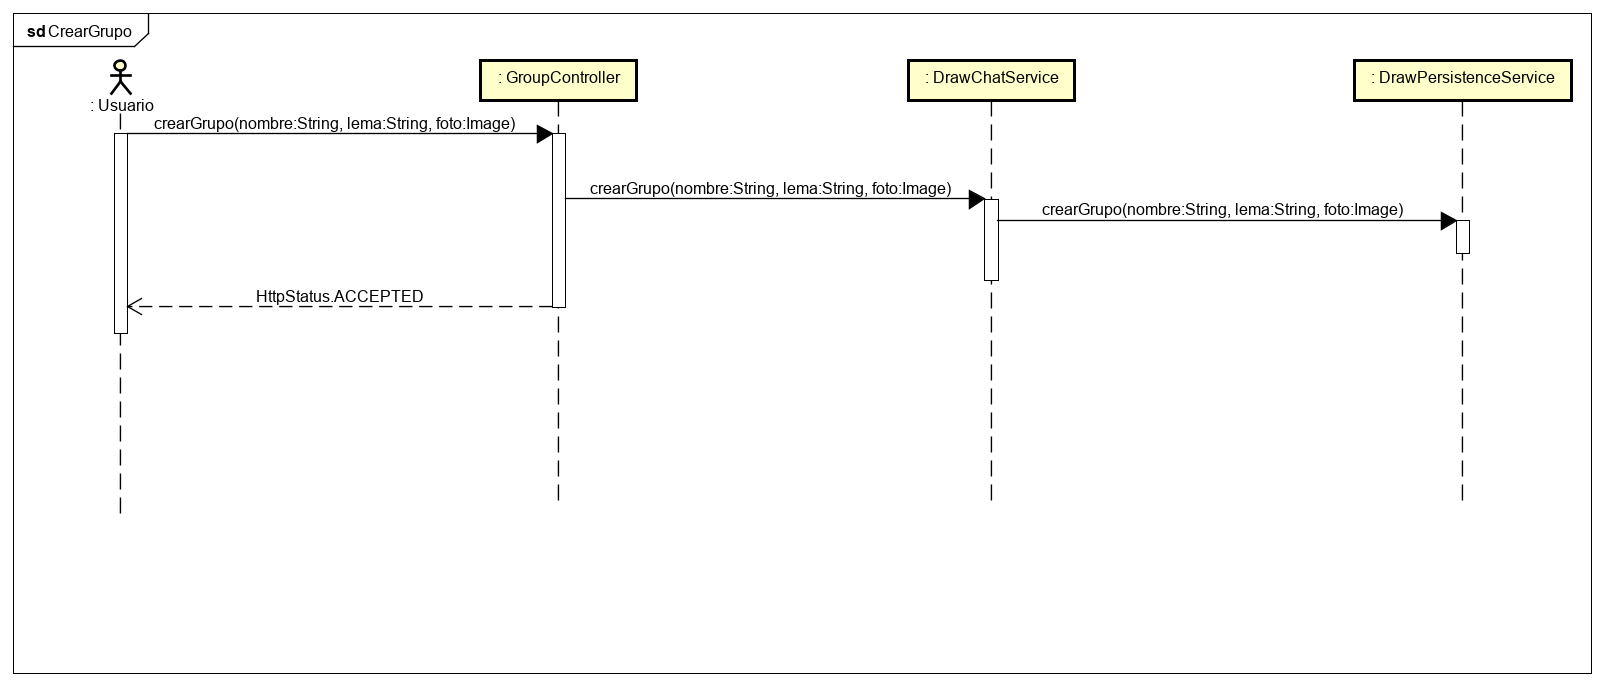 sd CrearGrupo
: Usuario
: GroupController
: DrawChatService
: DrawPersistenceService
crearGrupo(nombre:String, lema:String, foto:Image)
crearGrupo(nombre:String, lema:String, foto:Image)
crearGrupo(nombre:String, lema:String, foto:Image)
HttpStatus.ACCEPTED